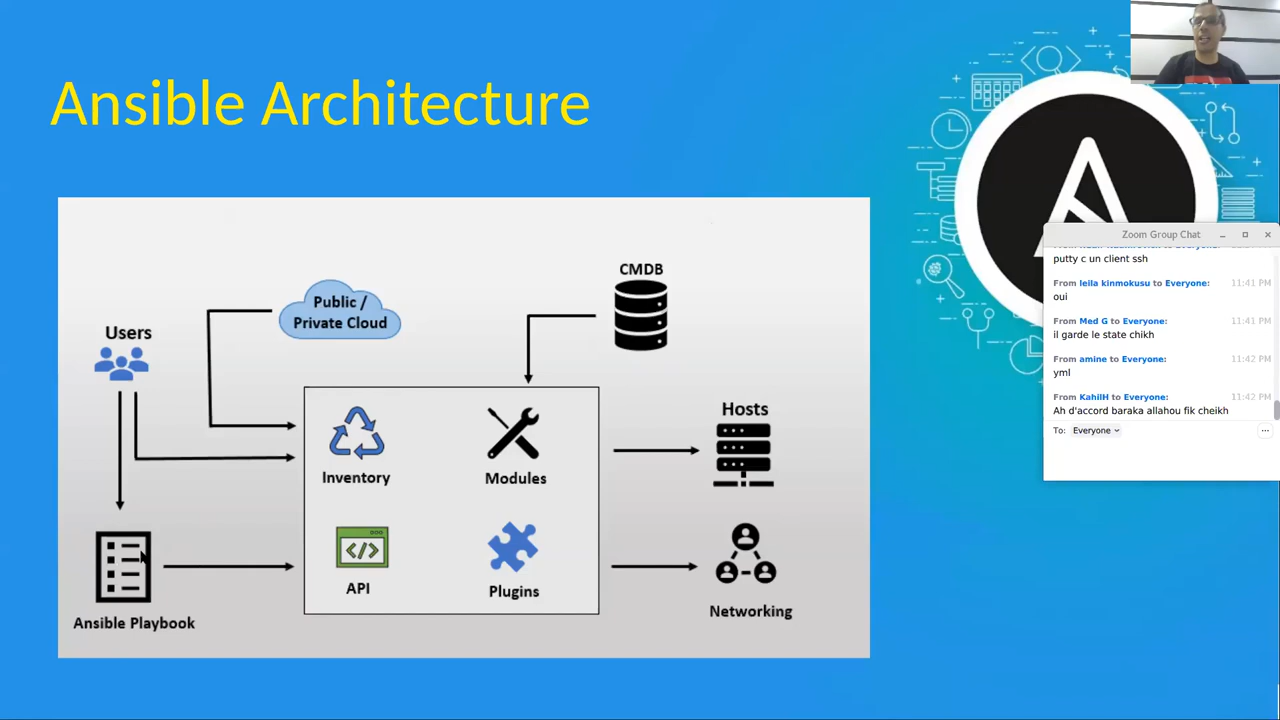 Ansible Architecture
Public /
Private Cloud
CMDB
Users
Inventory
Modules
Hosts
API
Plugins
Ansible Playbook
Networking
Zoom Group Chat
to Everyone:
putty c un client ssh
From leila kinmokusu to Everyone: 11:41 PM
oui
From Med G to Everyone: 11:41 PM
il garde le state chikh
From amine to Everyone: 11:42 PM
yml
From KahilH to Everyone: 11:42 PM
Ah d'accord baraka allahou fik cheikh
To: Everyone